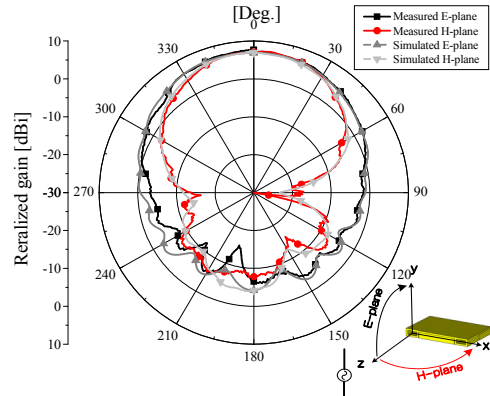 [Deg.]
Measured E-plane
Measured H-plane
Simulated E-plane
Simulated H-plane
0
330
30
300
60
270
90
240
120
210
150
180
10
0
-10
-20
-30
-20
-10
0
10
Reralized gain [dBi]
E-plane
y
x
z
H-plane